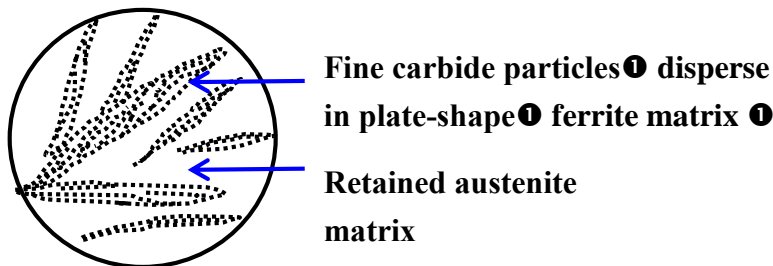 Fine carbide particles❶ disperse
in plate-shape❶ ferrite matrix ❶
Retained austenite
matrix